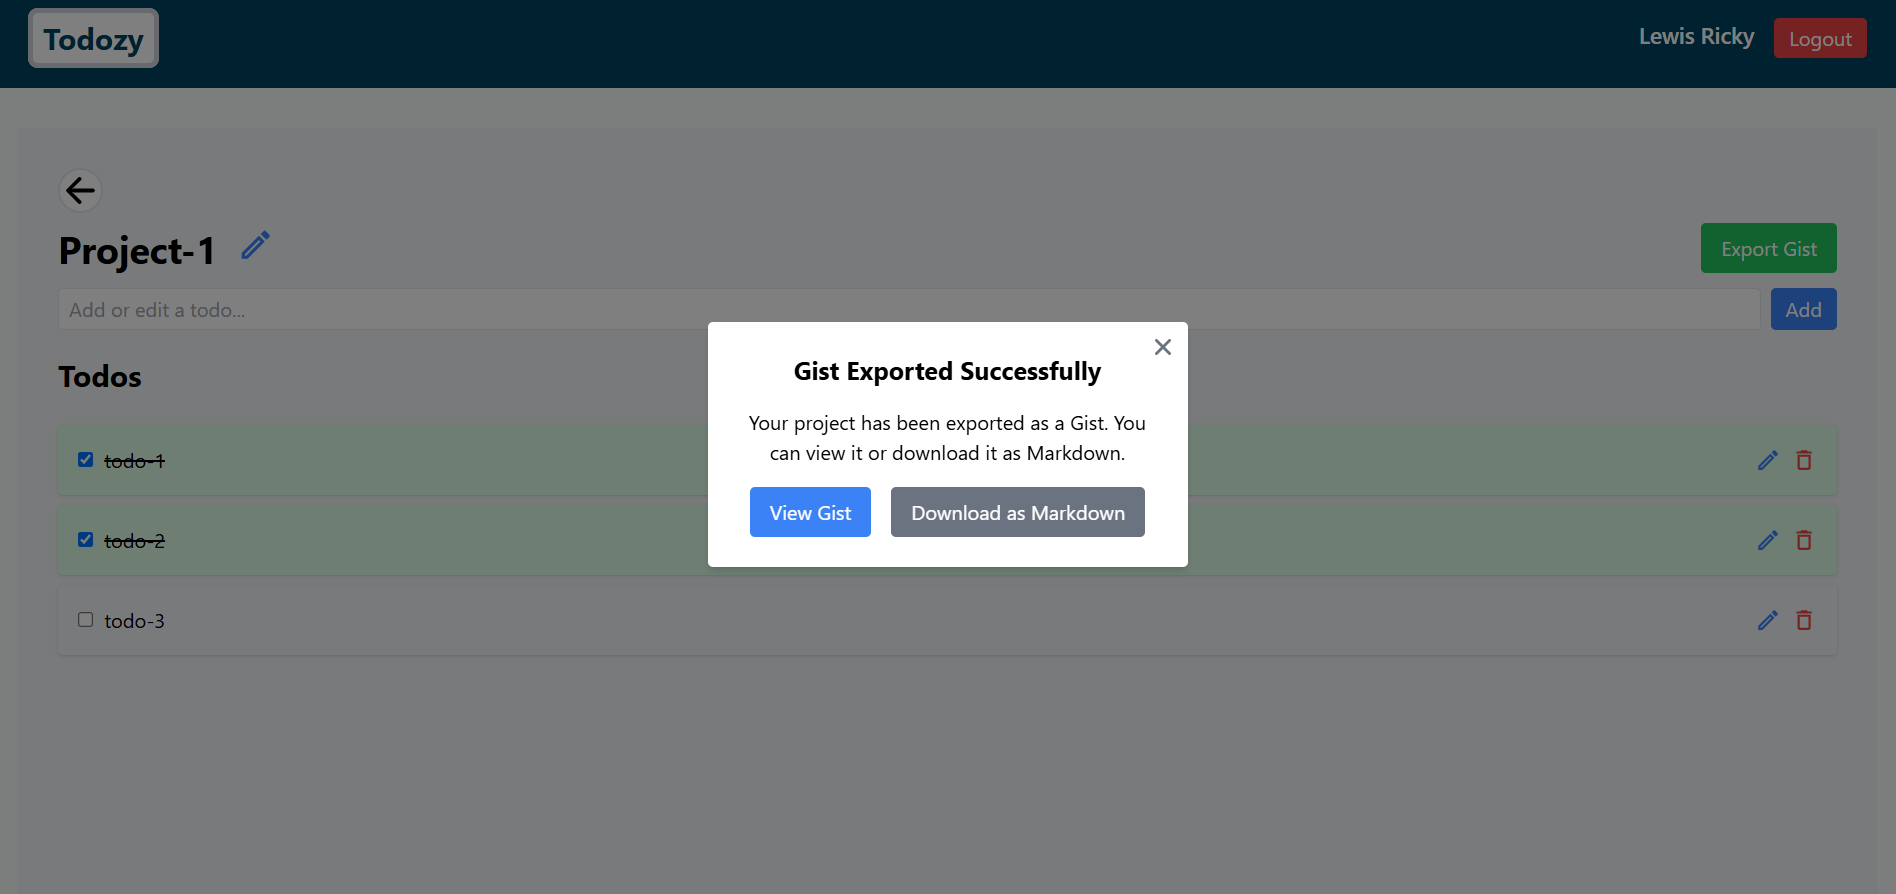 Todozy
Lewis Ricky
Logout
Project-1
Export Gist
Add or edit a todo...
Add
Todos
todo-1
todo-2
todo-3
Gist Exported Successfully
Your project has been exported as a Gist. You
can view it or download it as Markdown.
View Gist
Download as Markdown